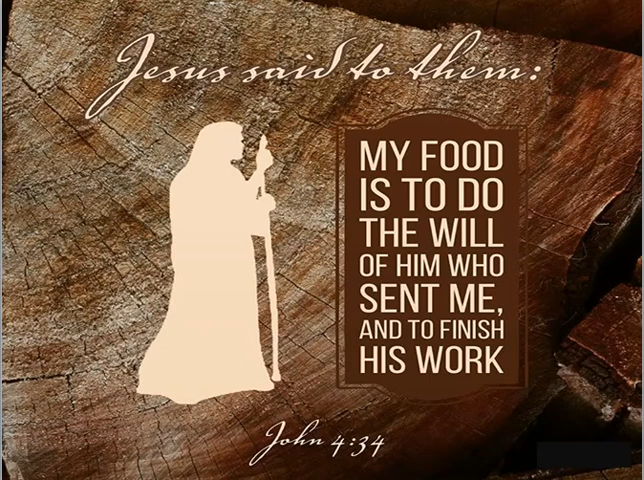 Jesus said to them:
MY FOOD
IS TO DO
THE WILL
OF HIM WHO
SENT ME,
AND TO FINISH
HIS WORK
John 4:34